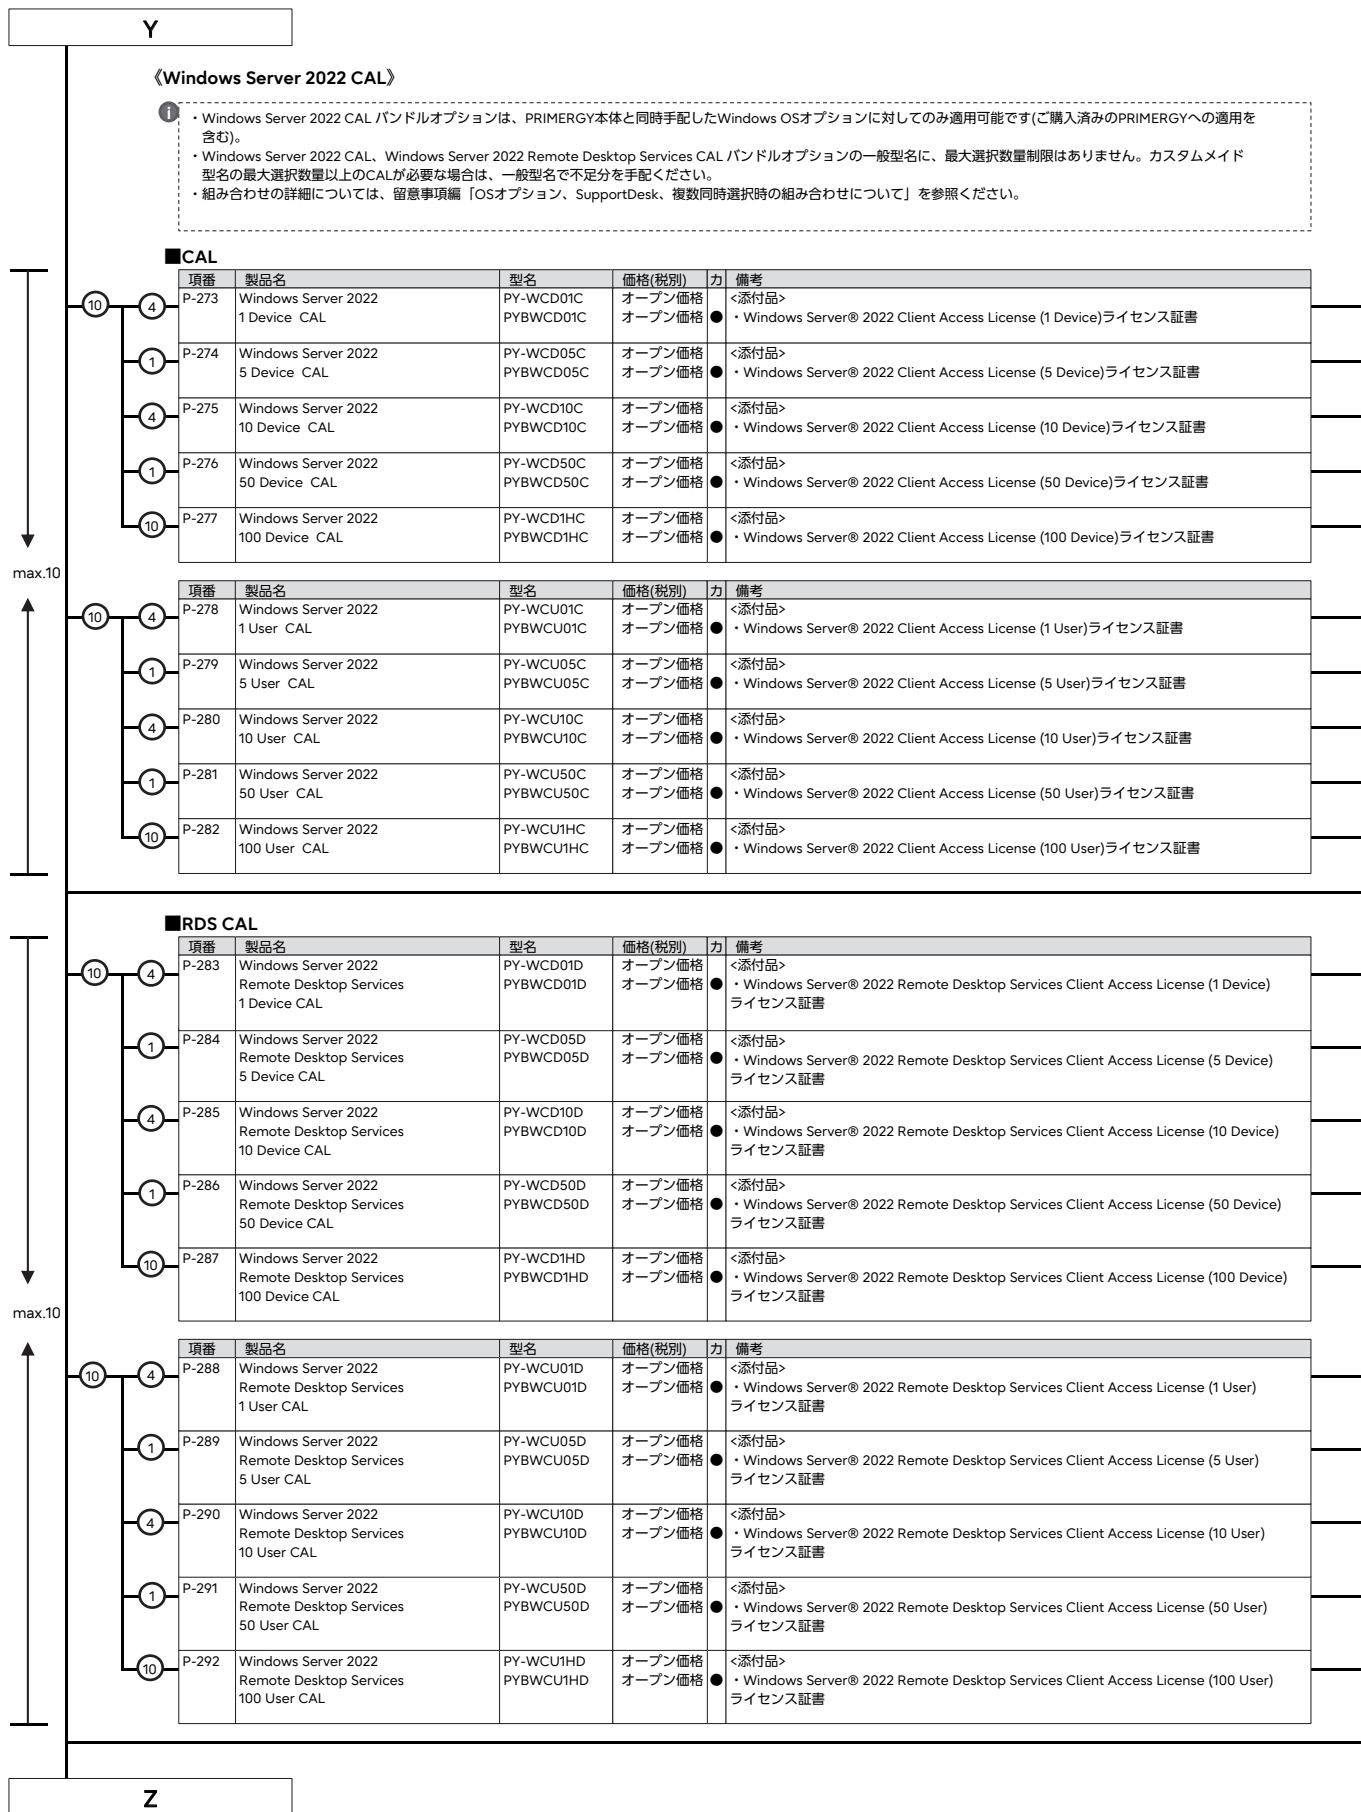 Y
《Windows Server 2022 CAL》
i
・Windows Server 2022 CAL バンドルオプションは、PRIMERGY本体と同時手配したWindows OSオプションに対してのみ適用可能です(ご購入済みのPRIMERGYへの適用を
含む)。
・Windows Server 2022 CAL、Windows Server 2022 Remote Desktop Services CAL バンドルオプションの一般型名に、最大選択数量制限はありません。カスタムメイド
型名の最大選択数量以上のCALが必要な場合は、一般型名で不足分を手配ください。
・組み合わせの詳細については、留意事項編「OSオプション、SupportDesk、複数同時選択時の組み合わせについて」を参照ください。
■CAL
項番 製品名 型名 価格(税別) カ 備考
10 4 P-273 Windows Server 2022 PY-WCD01C オープン価格 <添付品>
1 Device CAL PYBWCD01C オープン価格 ● ・Windows Server® 2022 Client Access License (1 Device)ライセンス証書
1 P-274 Windows Server 2022 PY-WCD05C オープン価格 <添付品>
5 Device CAL PYBWCD05C オープン価格 ● ・Windows Server® 2022 Client Access License (5 Device)ライセンス証書
4 P-275 Windows Server 2022 PY-WCD10C オープン価格 <添付品>
10 Device CAL PYBWCD10C オープン価格 ● ・Windows Server® 2022 Client Access License (10 Device)ライセンス証書
1 P-276 Windows Server 2022 PY-WCD50C オープン価格 <添付品>
50 Device CAL PYBWCD50C オープン価格 ● ・Windows Server® 2022 Client Access License (50 Device)ライセンス証書
10 P-277 Windows Server 2022 PY-WCD1HC オープン価格 <添付品>
100 Device CAL PYBWCD1HC オープン価格 ● ・Windows Server® 2022 Client Access License (100 Device)ライセンス証書
max.10
項番 製品名 型名 価格(税別) カ 備考
10 4 P-278 Windows Server 2022 PY-WCU01C オープン価格 <添付品>
1 User CAL PYBWCU01C オープン価格 ● ・Windows Server® 2022 Client Access License (1 User)ライセンス証書
1 P-279 Windows Server 2022 PY-WCU05C オープン価格 <添付品>
5 User CAL PYBWCU05C オープン価格 ● ・Windows Server® 2022 Client Access License (5 User)ライセンス証書
4 P-280 Windows Server 2022 PY-WCU10C オープン価格 <添付品>
10 User CAL PYBWCU10C オープン価格 ● ・Windows Server® 2022 Client Access License (10 User)ライセンス証書
1 P-281 Windows Server 2022 PY-WCU50C オープン価格 <添付品>
50 User CAL PYBWCU50C オープン価格 ● ・Windows Server® 2022 Client Access License (50 User)ライセンス証書
10 P-282 Windows Server 2022 PY-WCU1HC オープン価格 <添付品>
100 User CAL PYBWCU1HC オープン価格 ● ・Windows Server® 2022 Client Access License (100 User)ライセンス証書
■RDS CAL
項番 製品名 型名 価格(税別) カ 備考
10 4 P-283 Windows Server 2022 PY-WCD01D オープン価格 <添付品>
Remote Desktop Services PYBWCD01D オープン価格 ● ・Windows Server® 2022 Remote Desktop Services Client Access License (1 Device)
1 Device CAL ライセンス証書
1 P-284 Windows Server 2022 PY-WCD05D オープン価格 <添付品>
Remote Desktop Services PYBWCD05D オープン価格 ● ・Windows Server® 2022 Remote Desktop Services Client Access License (5 Device)
5 Device CAL ライセンス証書
4 P-285 Windows Server 2022 PY-WCD10D オープン価格 <添付品>
Remote Desktop Services PYBWCD10D オープン価格 ● ・Windows Server® 2022 Remote Desktop Services Client Access License (10 Device)
10 Device CAL ライセンス証書
1 P-286 Windows Server 2022 PY-WCD50D オープン価格 <添付品>
Remote Desktop Services PYBWCD50D オープン価格 ● ・Windows Server® 2022 Remote Desktop Services Client Access License (50 Device)
50 Device CAL ライセンス証書
10 P-287 Windows Server 2022 PY-WCD1HD オープン価格 <添付品>
Remote Desktop Services PYBWCD1HD オープン価格 ● ・Windows Server® 2022 Remote Desktop Services Client Access License (100 Device)
100 Device CAL ライセンス証書
max.10
項番 製品名 型名 価格(税別) カ 備考
10 4 P-288 Windows Server 2022 PY-WCU01D オープン価格 <添付品>
Remote Desktop Services PYBWCU01D オープン価格 ● ・Windows Server® 2022 Remote Desktop Services Client Access License (1 User)
1 User CAL ライセンス証書
1 P-289 Windows Server 2022 PY-WCU05D オープン価格 <添付品>
Remote Desktop Services PYBWCU05D オープン価格 ● ・Windows Server® 2022 Remote Desktop Services Client Access License (5 User)
5 User CAL ライセンス証書
4 P-290 Windows Server 2022 PY-WCU10D オープン価格 <添付品>
Remote Desktop Services PYBWCU10D オープン価格 ● ・Windows Server® 2022 Remote Desktop Services Client Access License (10 User)
10 User CAL ライセンス証書
1 P-291 Windows Server 2022 PY-WCU50D オープン価格 <添付品>
Remote Desktop Services PYBWCU50D オープン価格 ● ・Windows Server® 2022 Remote Desktop Services Client Access License (50 User)
50 User CAL ライセンス証書
10 P-292 Windows Server 2022 PY-WCU1HD オープン価格 <添付品>
Remote Desktop Services PYBWCU1HD オープン価格 ● ・Windows Server® 2022 Remote Desktop Services Client Access License (100 User)
100 User CAL ライセンス証書
Z